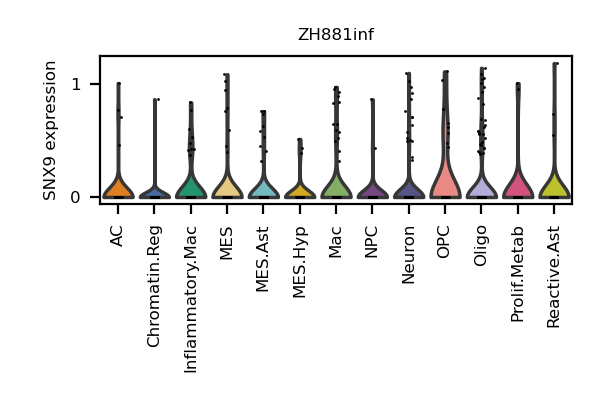 ZH881inf
SNX9 expression
1
0
AC
Chromatin.Reg
Inflammatory.Mac
MES
MES.Ast
MES.Hyp
Mac
NPC
Neuron
OPC
Oligo
Prolif.Metab
Reactive.Ast